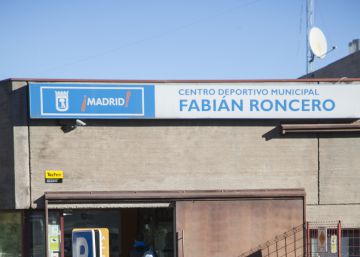 ¡MADRID!
CENTRO DEPORTIVO MUNICIPAL
FABIÁN RONCERO